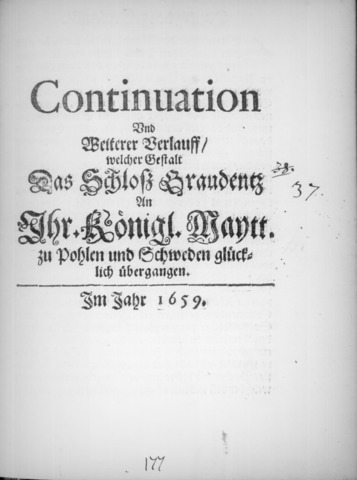 Continuation
Vnd
Weiterer Verlauff/
welcher Gestalt
Das Schloß Graudentz
An
Ihr. Königl. Maytt.
zu Pohlen und Schweden glück-
lich übergangen.
Im Jahr 1659.
37.
177